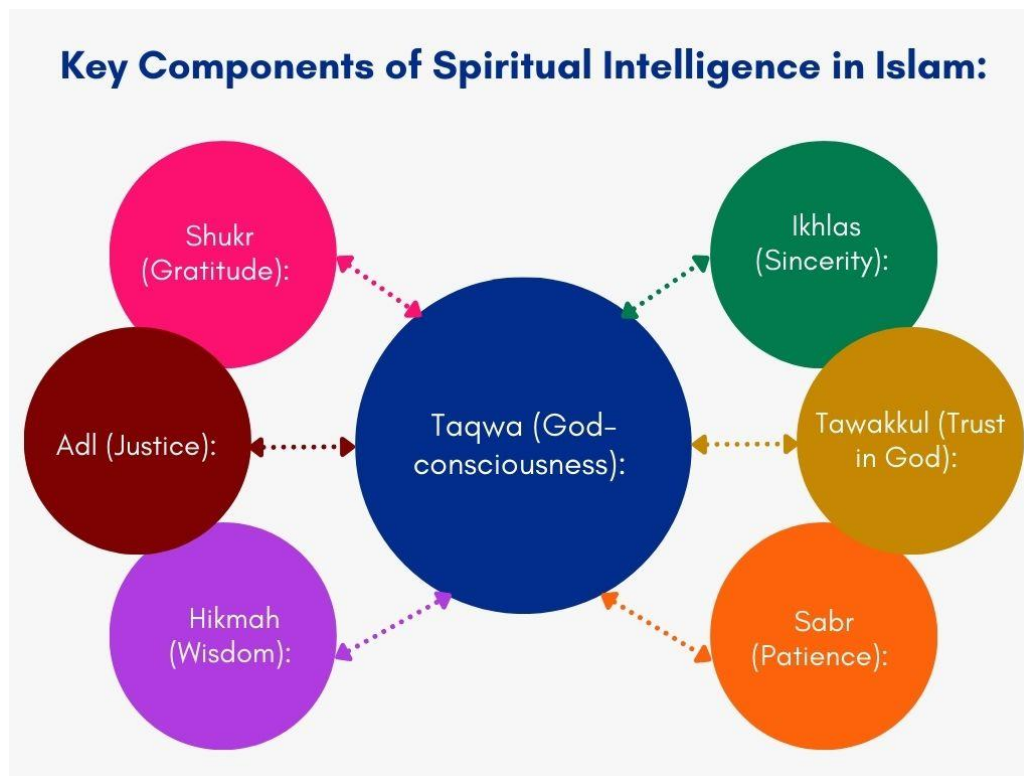 Key Components of Spiritual Intelligence in Islam:
Shukr
(Gratitude):
Ikhlas
(Sincerity):
Adl (Justice):
Taqwa (God-
consciousness):
Tawakkul (Trust
in God):
Hikmah
(Wisdom):
Sabr
(Patience):